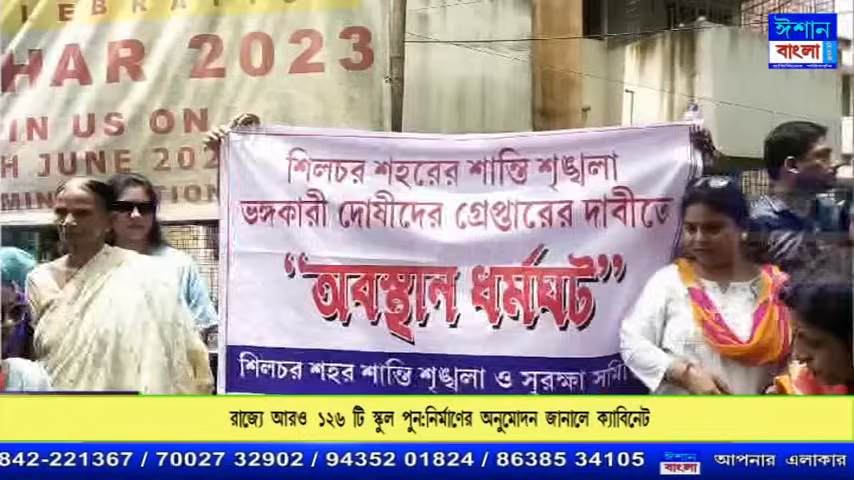 LEBRAT
HAR 2023
IN US ON
H JUNE 202
ঈশান
বাংলা
শিলচর শহরের শান্তি শৃঙ্খলা
ভঙ্গকারী দোষীদের গ্রেপ্তারের দাবীতে
“অবস্থান ধর্মঘট”
শিলচর শহর শান্তি শৃংখলা ও সুরক্ষা
রাজ্যে আরও ১২৬ টি স্কুল পুন:নির্মাণের অনুমোদন জানালে ক্যাবিনেট
842-221367 / 70027 32902 / 94352 01824 / 86385 34105 ঈশান বাংলা আপনার এলাকার